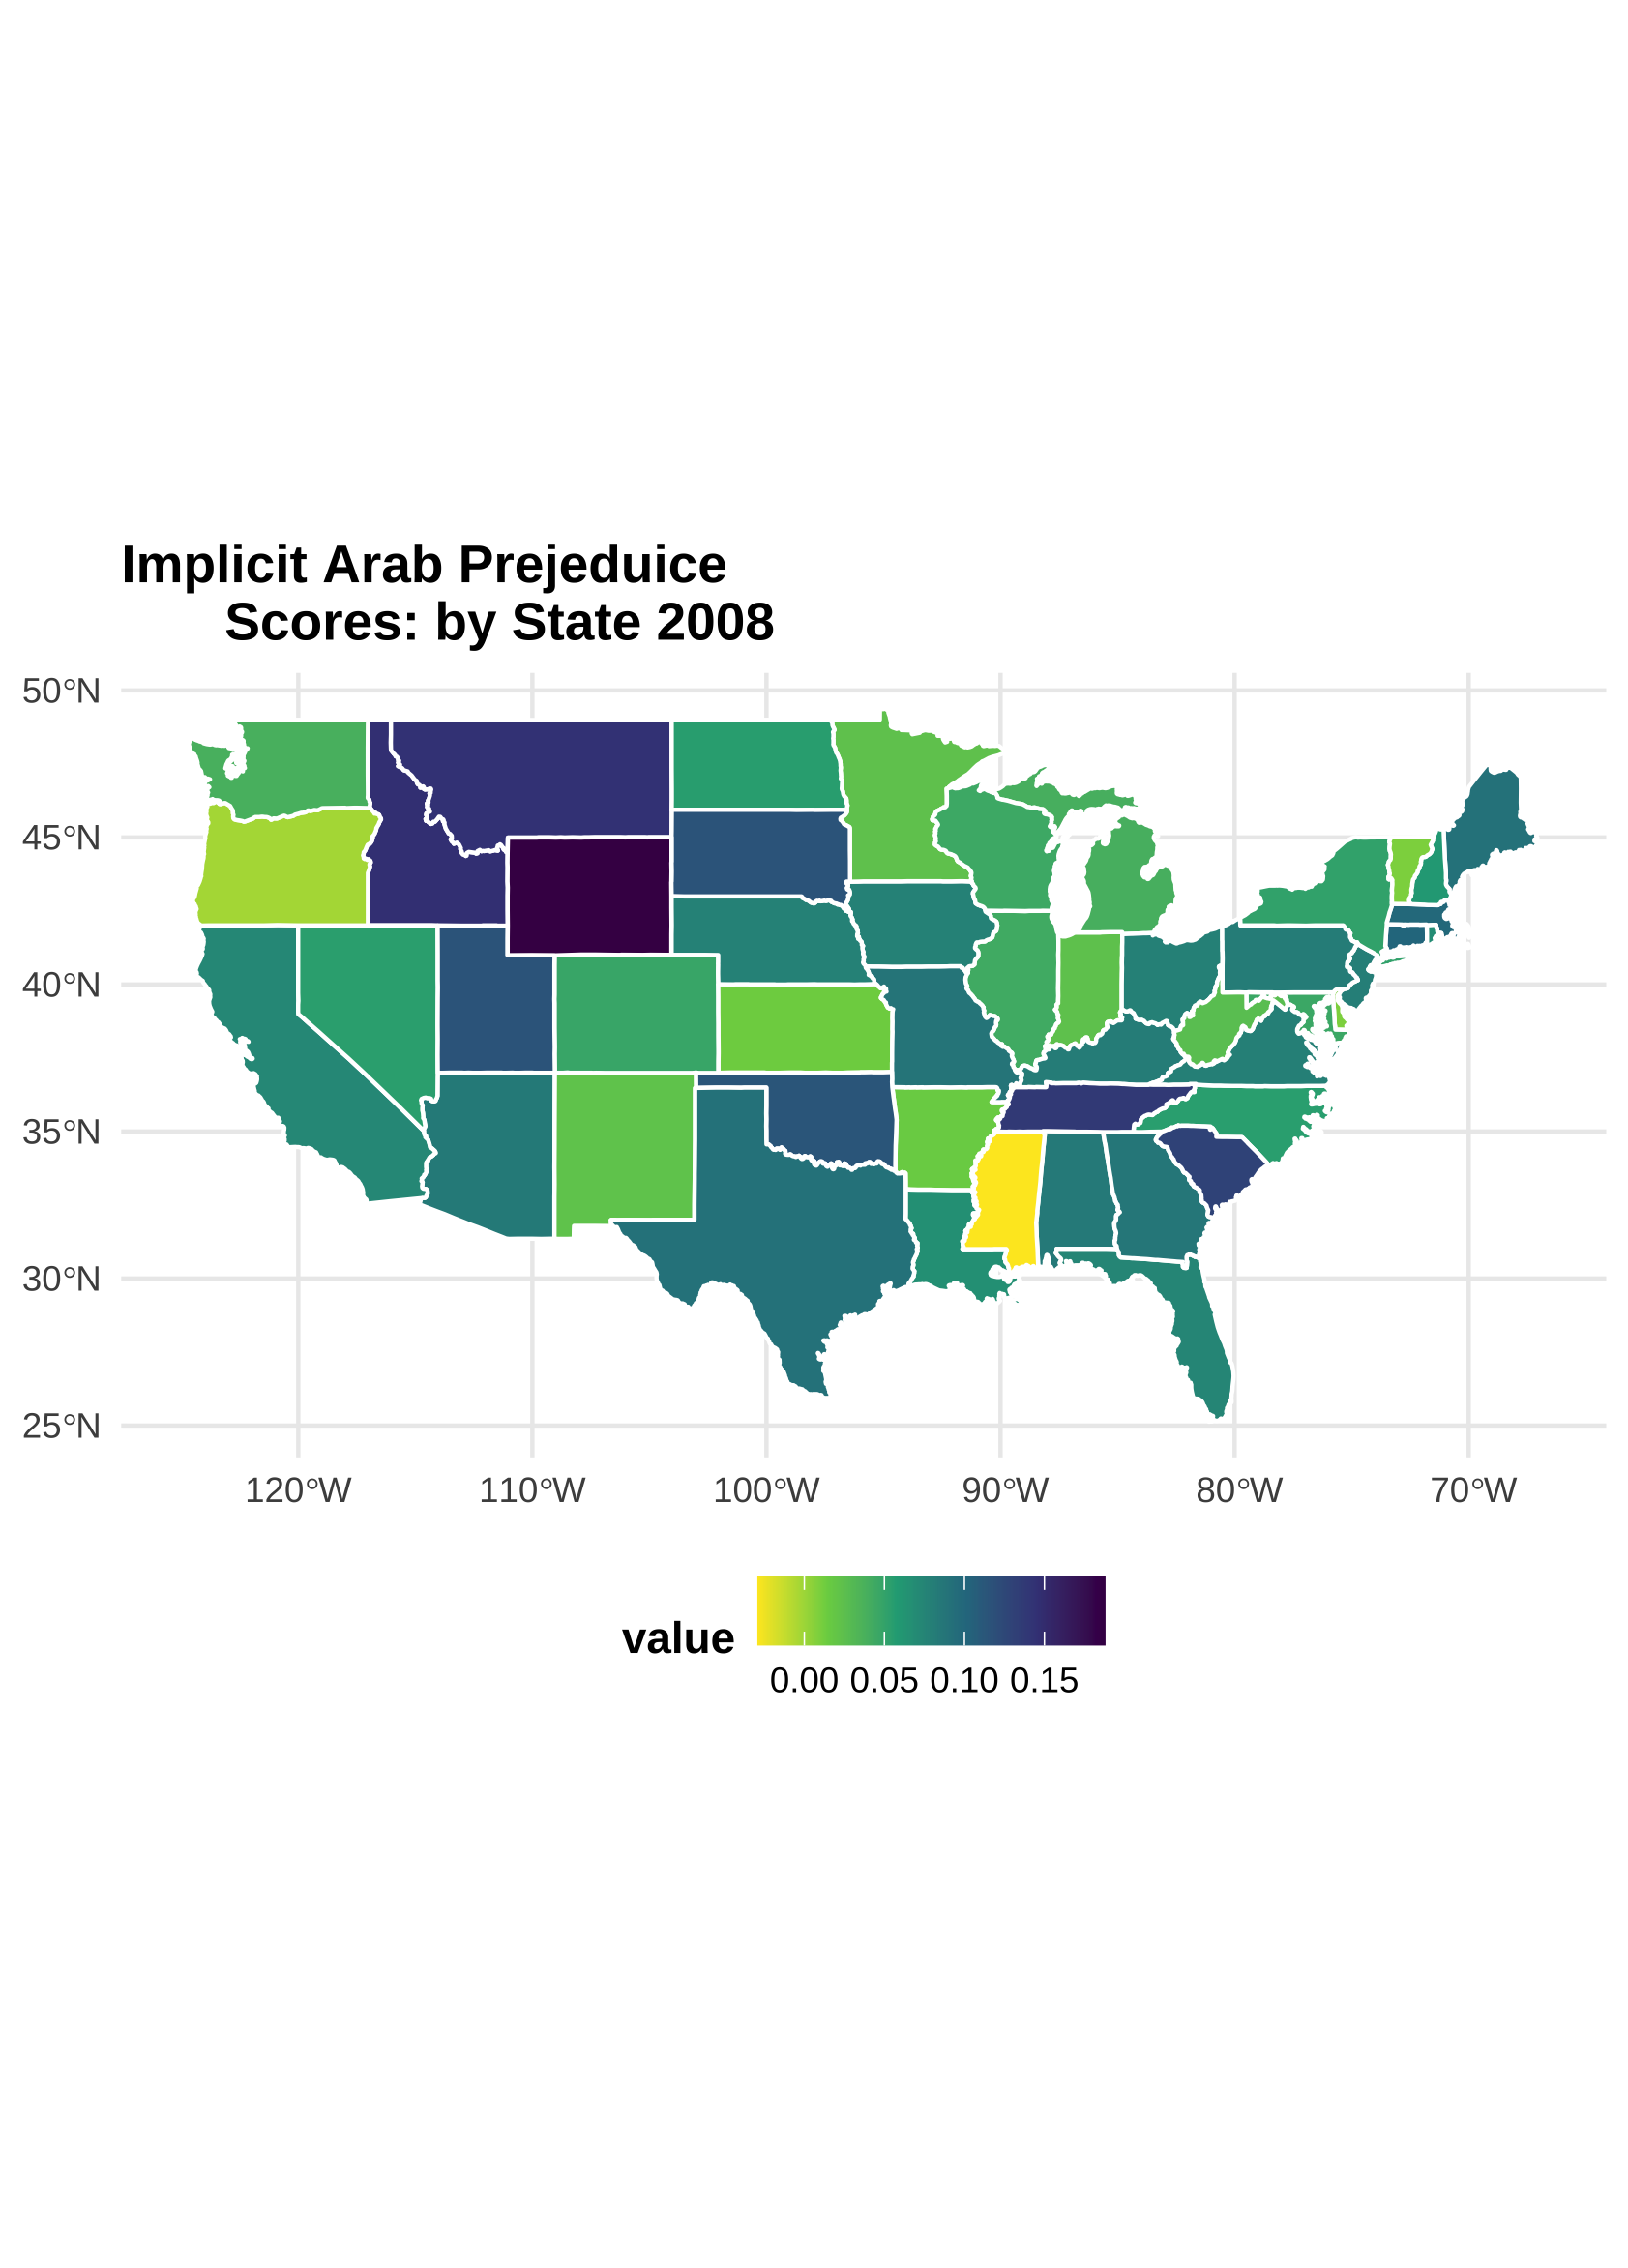 Implicit Arab Prejeduice
Scores: by State 2008
50°N
45°N
40°N
35°N
30°N
25°N
120°W 110°W 100°W 90°W 80°W 70°W
value
0.00 0.05 0.10 0.15